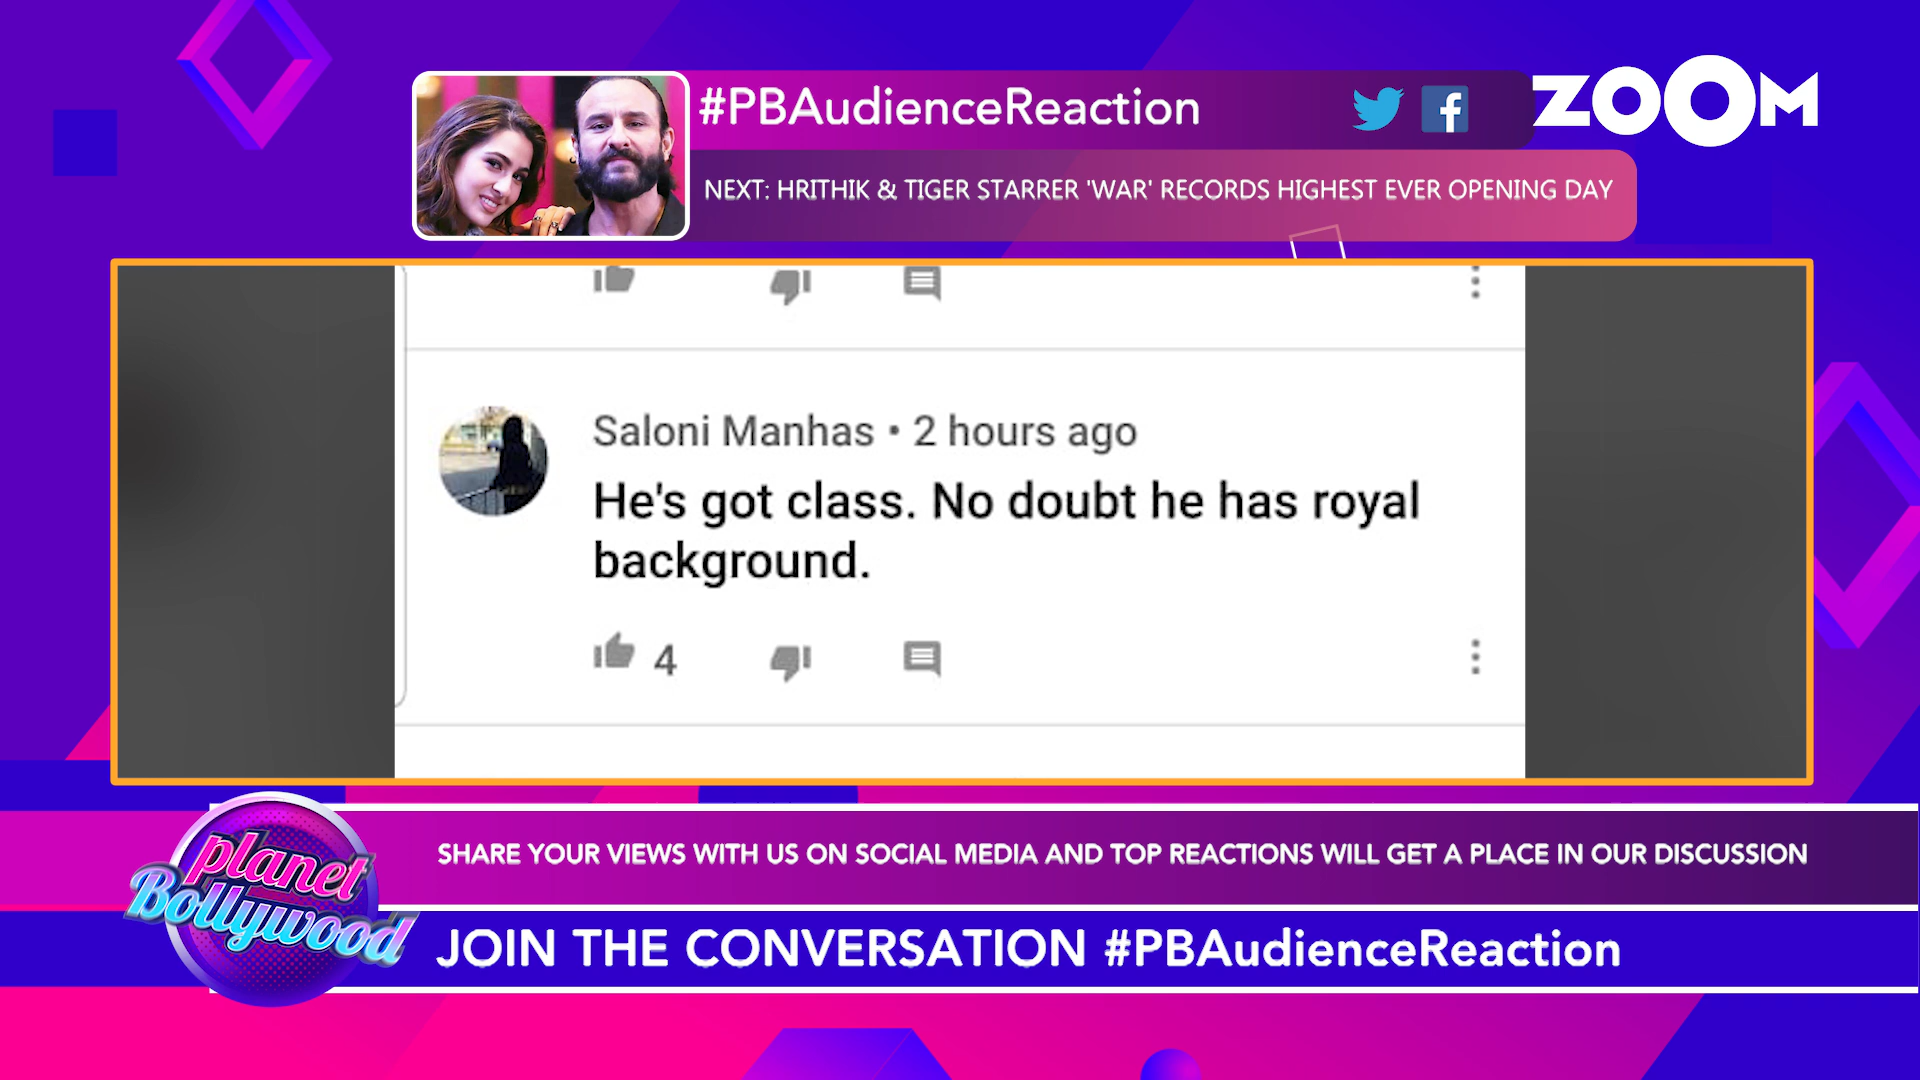 #PBAudienceReaction
zoom
NEXT: HRITHIK & TIGER STARRER 'WAR' RECORDS HIGHEST EVER OPENING DAY
Saloni Manhas • 2 hours ago
He's got class. No doubt he has royal
background.
4
planet
Bollywood
SHARE YOUR VIEWS WITH US ON SOCIAL MEDIA AND TOP REACTIONS WILL GET A PLACE IN OUR DISCUSSION
JOIN THE CONVERSATION #PBAudienceReaction